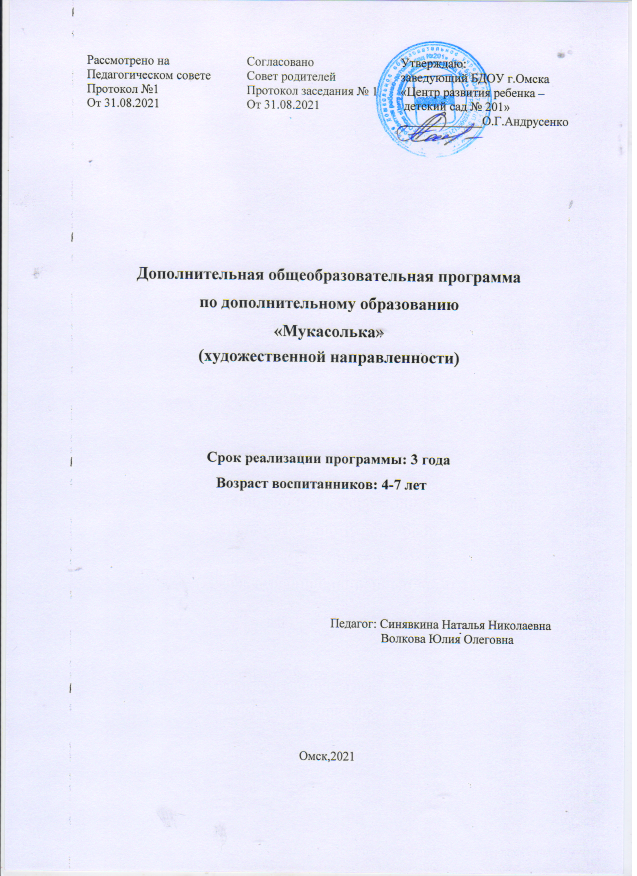 Рассмотрено на
Педагогическом совете
Протокол №1
От 31.08.2021
Согласовано
Совет родителей
Протокол заседания № 1
От 31.08.2021
Утверждаю:
заведующий БДОУ г.Омска
«Центр развития ребенка –
детский сад № 201»
О.Г.Андрусенко
Дополнительная общеобразовательная программа
по дополнительному образованию
«Мукасолька»
(художественной направленности)
Срок реализации программы: 3 года
Возраст воспитанников: 4-7 лет
Педагог: Синявкина Наталья Николаевна
Волкова Юлия Олеговна
Омск,2021